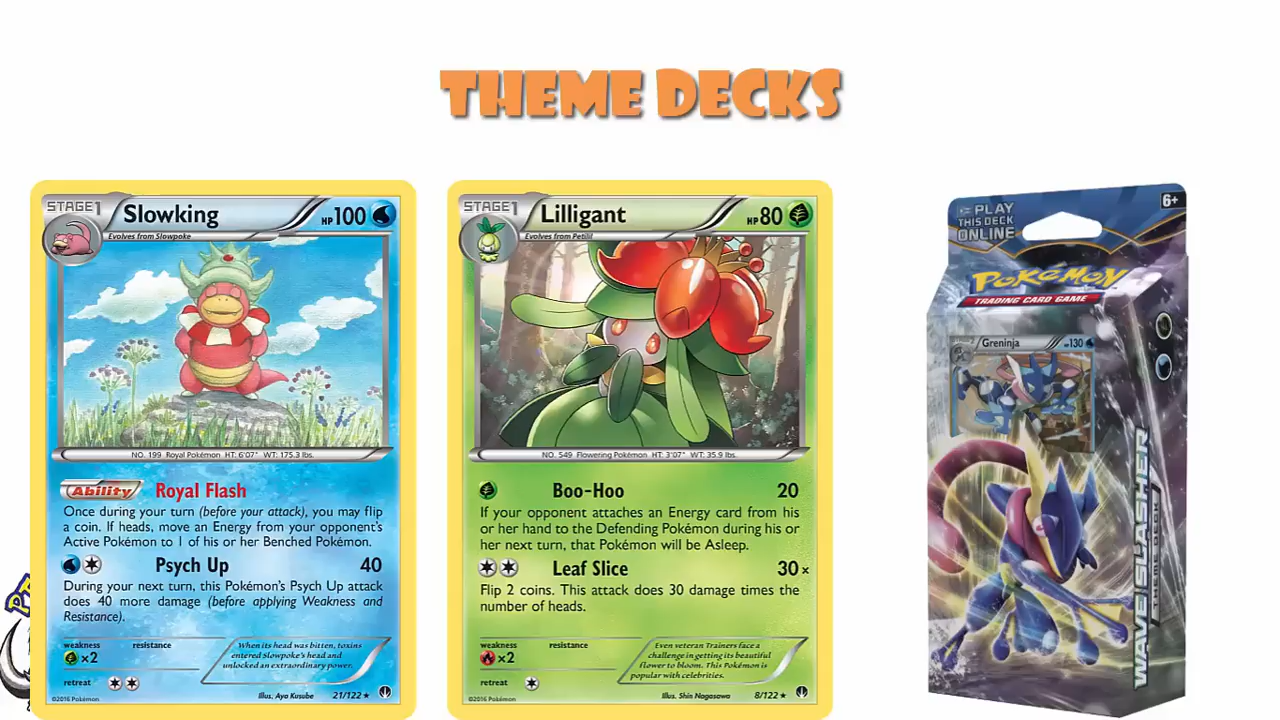 THEME DECKS
STAGE1 Slowking HP100
Evolves from Slowpoke
NO. 199 Royal Pokémon HT: 6'07" WT: 175.3 lbs.
Ability Royal Flash
Once during your turn (before your attack), you may flip
a coin. If heads, move an Energy from your opponent's
Active Pokémon to 1 of his or her Benched Pokémon.
Psych Up 40
During your next turn, this Pokémon's Psych Up attack
does 40 more damage (before applying Weakness and
Resistance).
weakness resistance
×2
When its head was bitten, toxins
entered Slowpoke's head and
unlocked an extraordinary power.
retreat
©2016 Pokémon Illus. Aya Kusube 21/122
STAGE1 Lilligant HP80
Evolves from Petilil
NO. 549 Flowering Pokémon HT: 3'07" WT: 35.9 lbs.
Boo-Hoo 20
If your opponent attaches an Energy card from his
or her hand to the Defending Pokémon during his or
her next turn, that Pokémon will be Asleep.
Leaf Slice 30×
Flip 2 coins. This attack does 30 damage times the
number of heads.
weakness resistance
×2
Even veteran Trainers face a
challenge in getting its beautiful
flower to bloom. This Pokémon is
popular with celebrities.
retreat
©2016 Pokémon Illus. Shin Nagasawa 8/122
6+
PLAY
THIS DECK
ONLINE
POKéMON
TRADING CARD GAME
Greninja HP130
WAVE SLASHER
THEME DECK